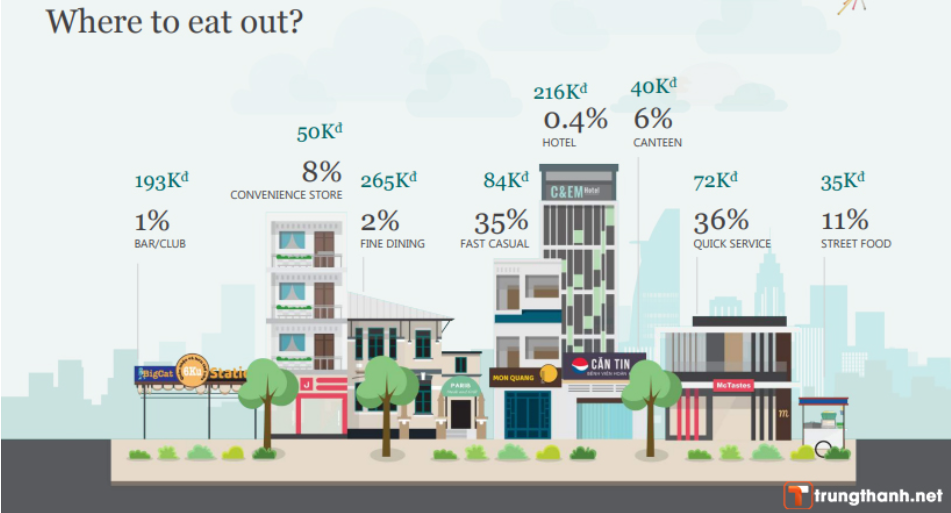 Where to eat out?
193Kđ
1%
BAR/CLUB
50Kđ
8%
CONVENIENCE STORE
265Kđ
2%
FINE DINING
84Kđ
35%
FAST CASUAL
216Kđ
0.4%
HOTEL
40Kđ
6%
CANTEEN
72Kđ
36%
QUICK SERVICE
35Kđ
11%
STREET FOOD
C&EM Hotel
BigCat
6Ku
Static
J
PARIS
MON QUANG
CĂN TIN
BỆNH VIỆN HOÀN
McTastes
m
trungthanh.net